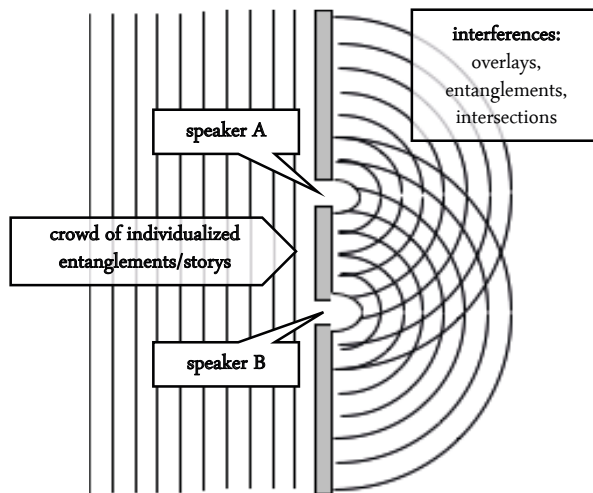 interferences:
overlays,
entanglements,
intersections
speaker A
crowd of individualized
entanglements/storys
speaker B